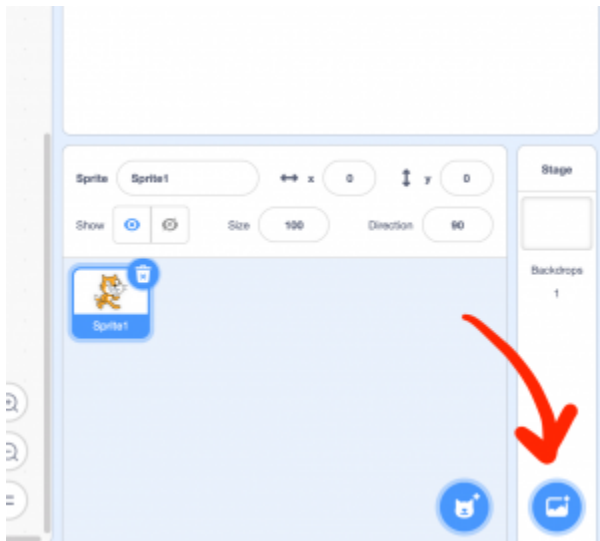 Sprite Sprite1 x 0 y 0
Stage
Show Size 100 Direction 90
Backdrops
1
Sprite1